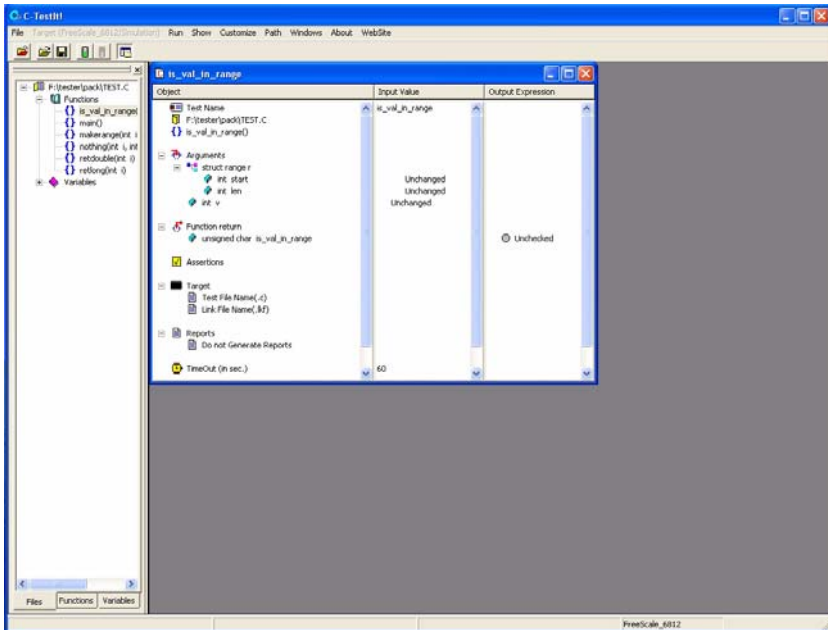 C-TestIt!
File Target (FreeScale_6812/Simulation) Run Show Customize Path Windows About WebSite
F:\tester\pack\TEST.C
Functions
is_val_in_range(
main()
makerange(int i
nothing(int i, int
retdouble(int i)
retlong(int i)
Variables
Files Functions Variables
is_val_in_range
Object Input Value Output Expression
Test Name is_val_in_range
F:\tester\pack\TEST.C
is_val_in_range()
Arguments
struct range r
int start Unchanged
int len Unchanged
int v Unchanged
Function return
unsigned char is_val_in_range Unchecked
Assertions
Target
Test File Name(.c)
Link File Name(.lkf)
Reports
Do not Generate Reports
TimeOut (in sec.) 60
FreeScale_6812